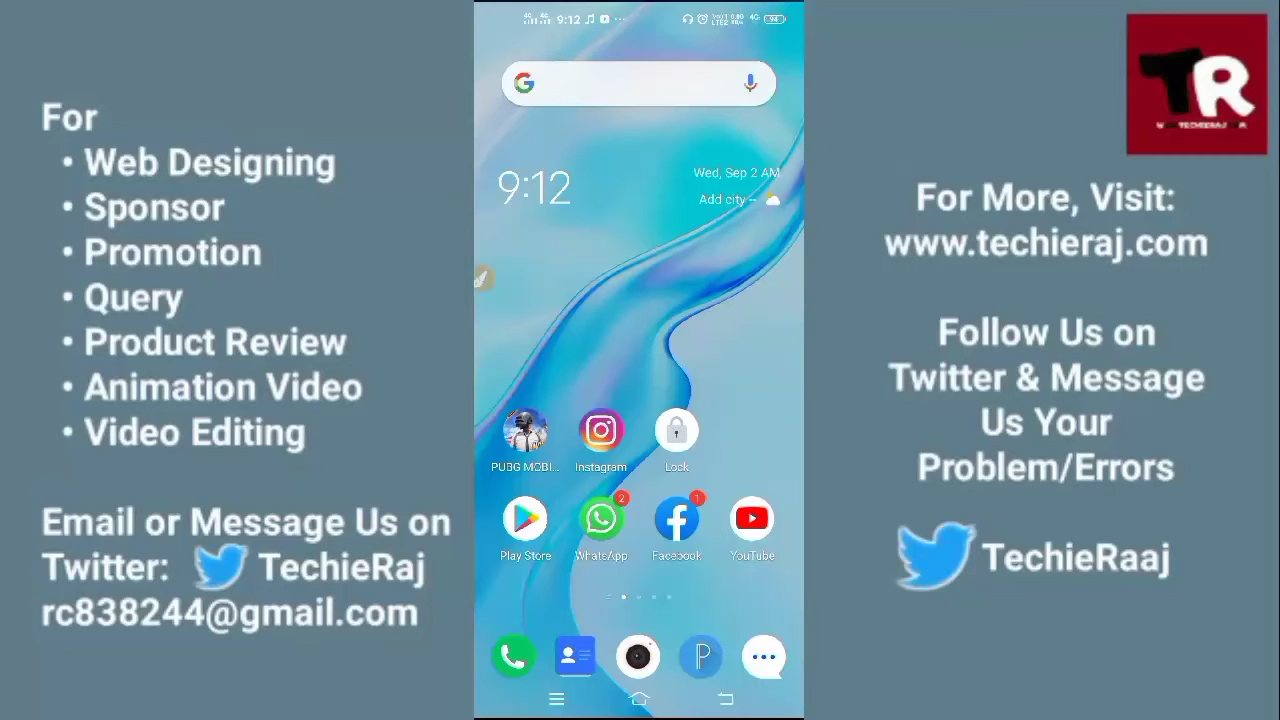 For
• Web Designing
• Sponsor
• Promotion
• Query
• Product Review
• Animation Video
• Video Editing
Email or Message Us on
Twitter: TechieRaj
rc838244@gmail.com
9:12
94
9:12
Wed, Sep 2 AM
Add city --
PUBG MOBI...
Instagram
Lock
2
1
Play Store
WhatsApp
Facebook
YouTube
TR
For More, Visit:
www.techieraj.com
Follow Us on
Twitter & Message
Us Your
Problem/Errors
TechieRaaj